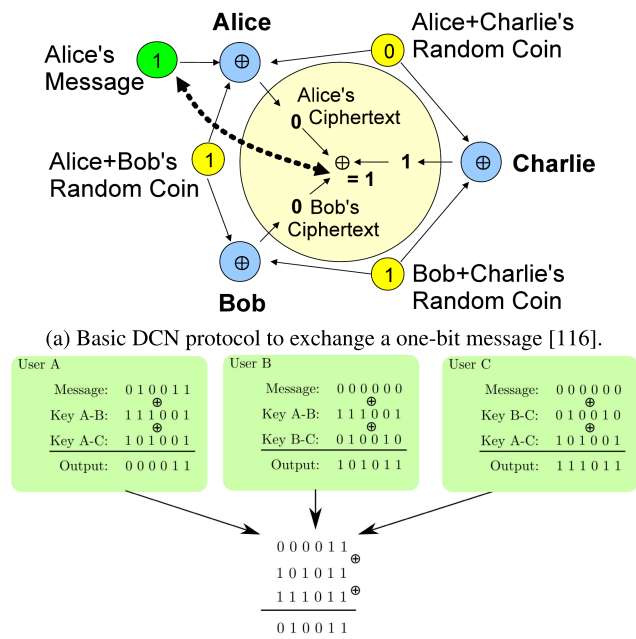 Alice
Alice+Charlie's
Random Coin
Alice's
Message
1
⊕
0
Alice's
Ciphertext
0
Alice+Bob's
Random Coin
1
⊕
= 1
1
⊕
Charlie
0 Bob's
Ciphertext
⊕
Bob
1
Bob+Charlie's
Random Coin
(a) Basic DCN protocol to exchange a one-bit message [116].
User A
Message: 0 1 0 0 1 1
⊕
Key A-B: 1 1 1 0 0 1
⊕
Key A-C: 1 0 1 0 0 1
Output: 0 0 0 0 1 1
User B
Message: 0 0 0 0 0 0
⊕
Key A-B: 1 1 1 0 0 1
⊕
Key B-C: 0 1 0 0 1 0
Output: 1 0 1 0 1 1
User C
Message: 0 0 0 0 0 0
⊕
Key B-C: 0 1 0 0 1 0
⊕
Key A-C: 1 0 1 0 0 1
Output: 1 1 1 0 1 1
0 0 0 0 1 1
⊕
1 0 1 0 1 1
⊕
1 1 1 0 1 1
0 1 0 0 1 1